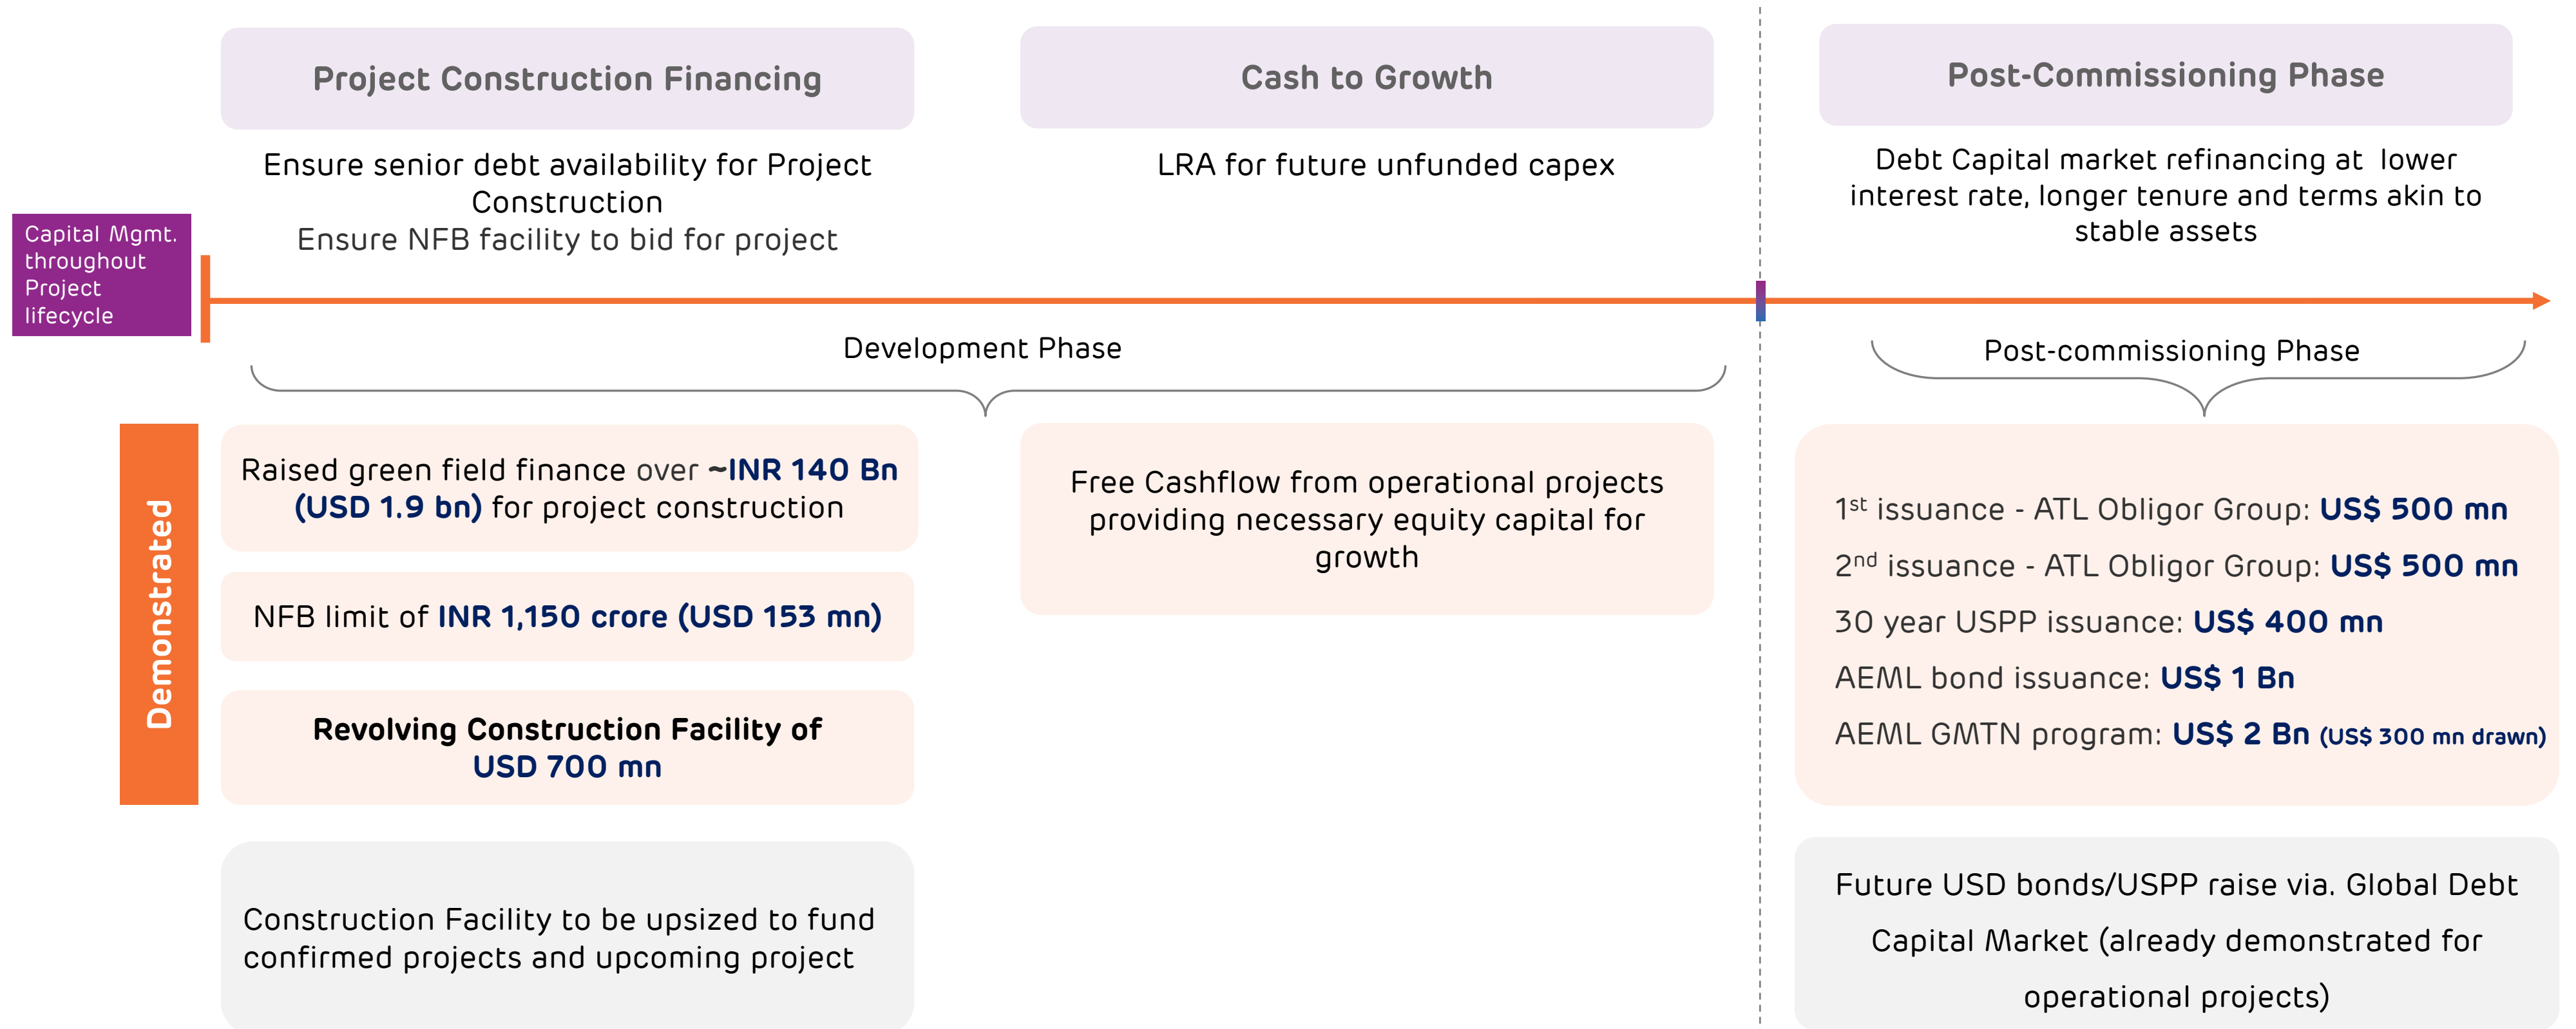 Project Construction Financing
Cash to Growth
Post-Commissioning Phase
Ensure senior debt availability for Project
Construction
Ensure NFB facility to bid for project
LRA for future unfunded capex
Debt Capital market refinancing at  lower
interest rate, longer tenure and terms akin to
stable assets
Capital Mgmt.
throughout
Project
lifecycle
Development Phase
Post-commissioning Phase
Demonstrated
Raised green field finance over ~INR 140 Bn
(USD 1.9 bn) for project construction
NFB limit of INR 1,150 crore (USD 153 mn)
Revolving Construction Facility of
USD 700 mn
Free Cashflow from operational projects
providing necessary equity capital for
growth
1st issuance - ATL Obligor Group: US$ 500 mn
2nd issuance - ATL Obligor Group: US$ 500 mn
30 year USPP issuance: US$ 400 mn
AEML bond issuance: US$ 1 Bn
AEML GMTN program: US$ 2 Bn (US$ 300 mn drawn)
Construction Facility to be upsized to fund
confirmed projects and upcoming project
Future USD bonds/USPP raise via. Global Debt
Capital Market (already demonstrated for
operational projects)